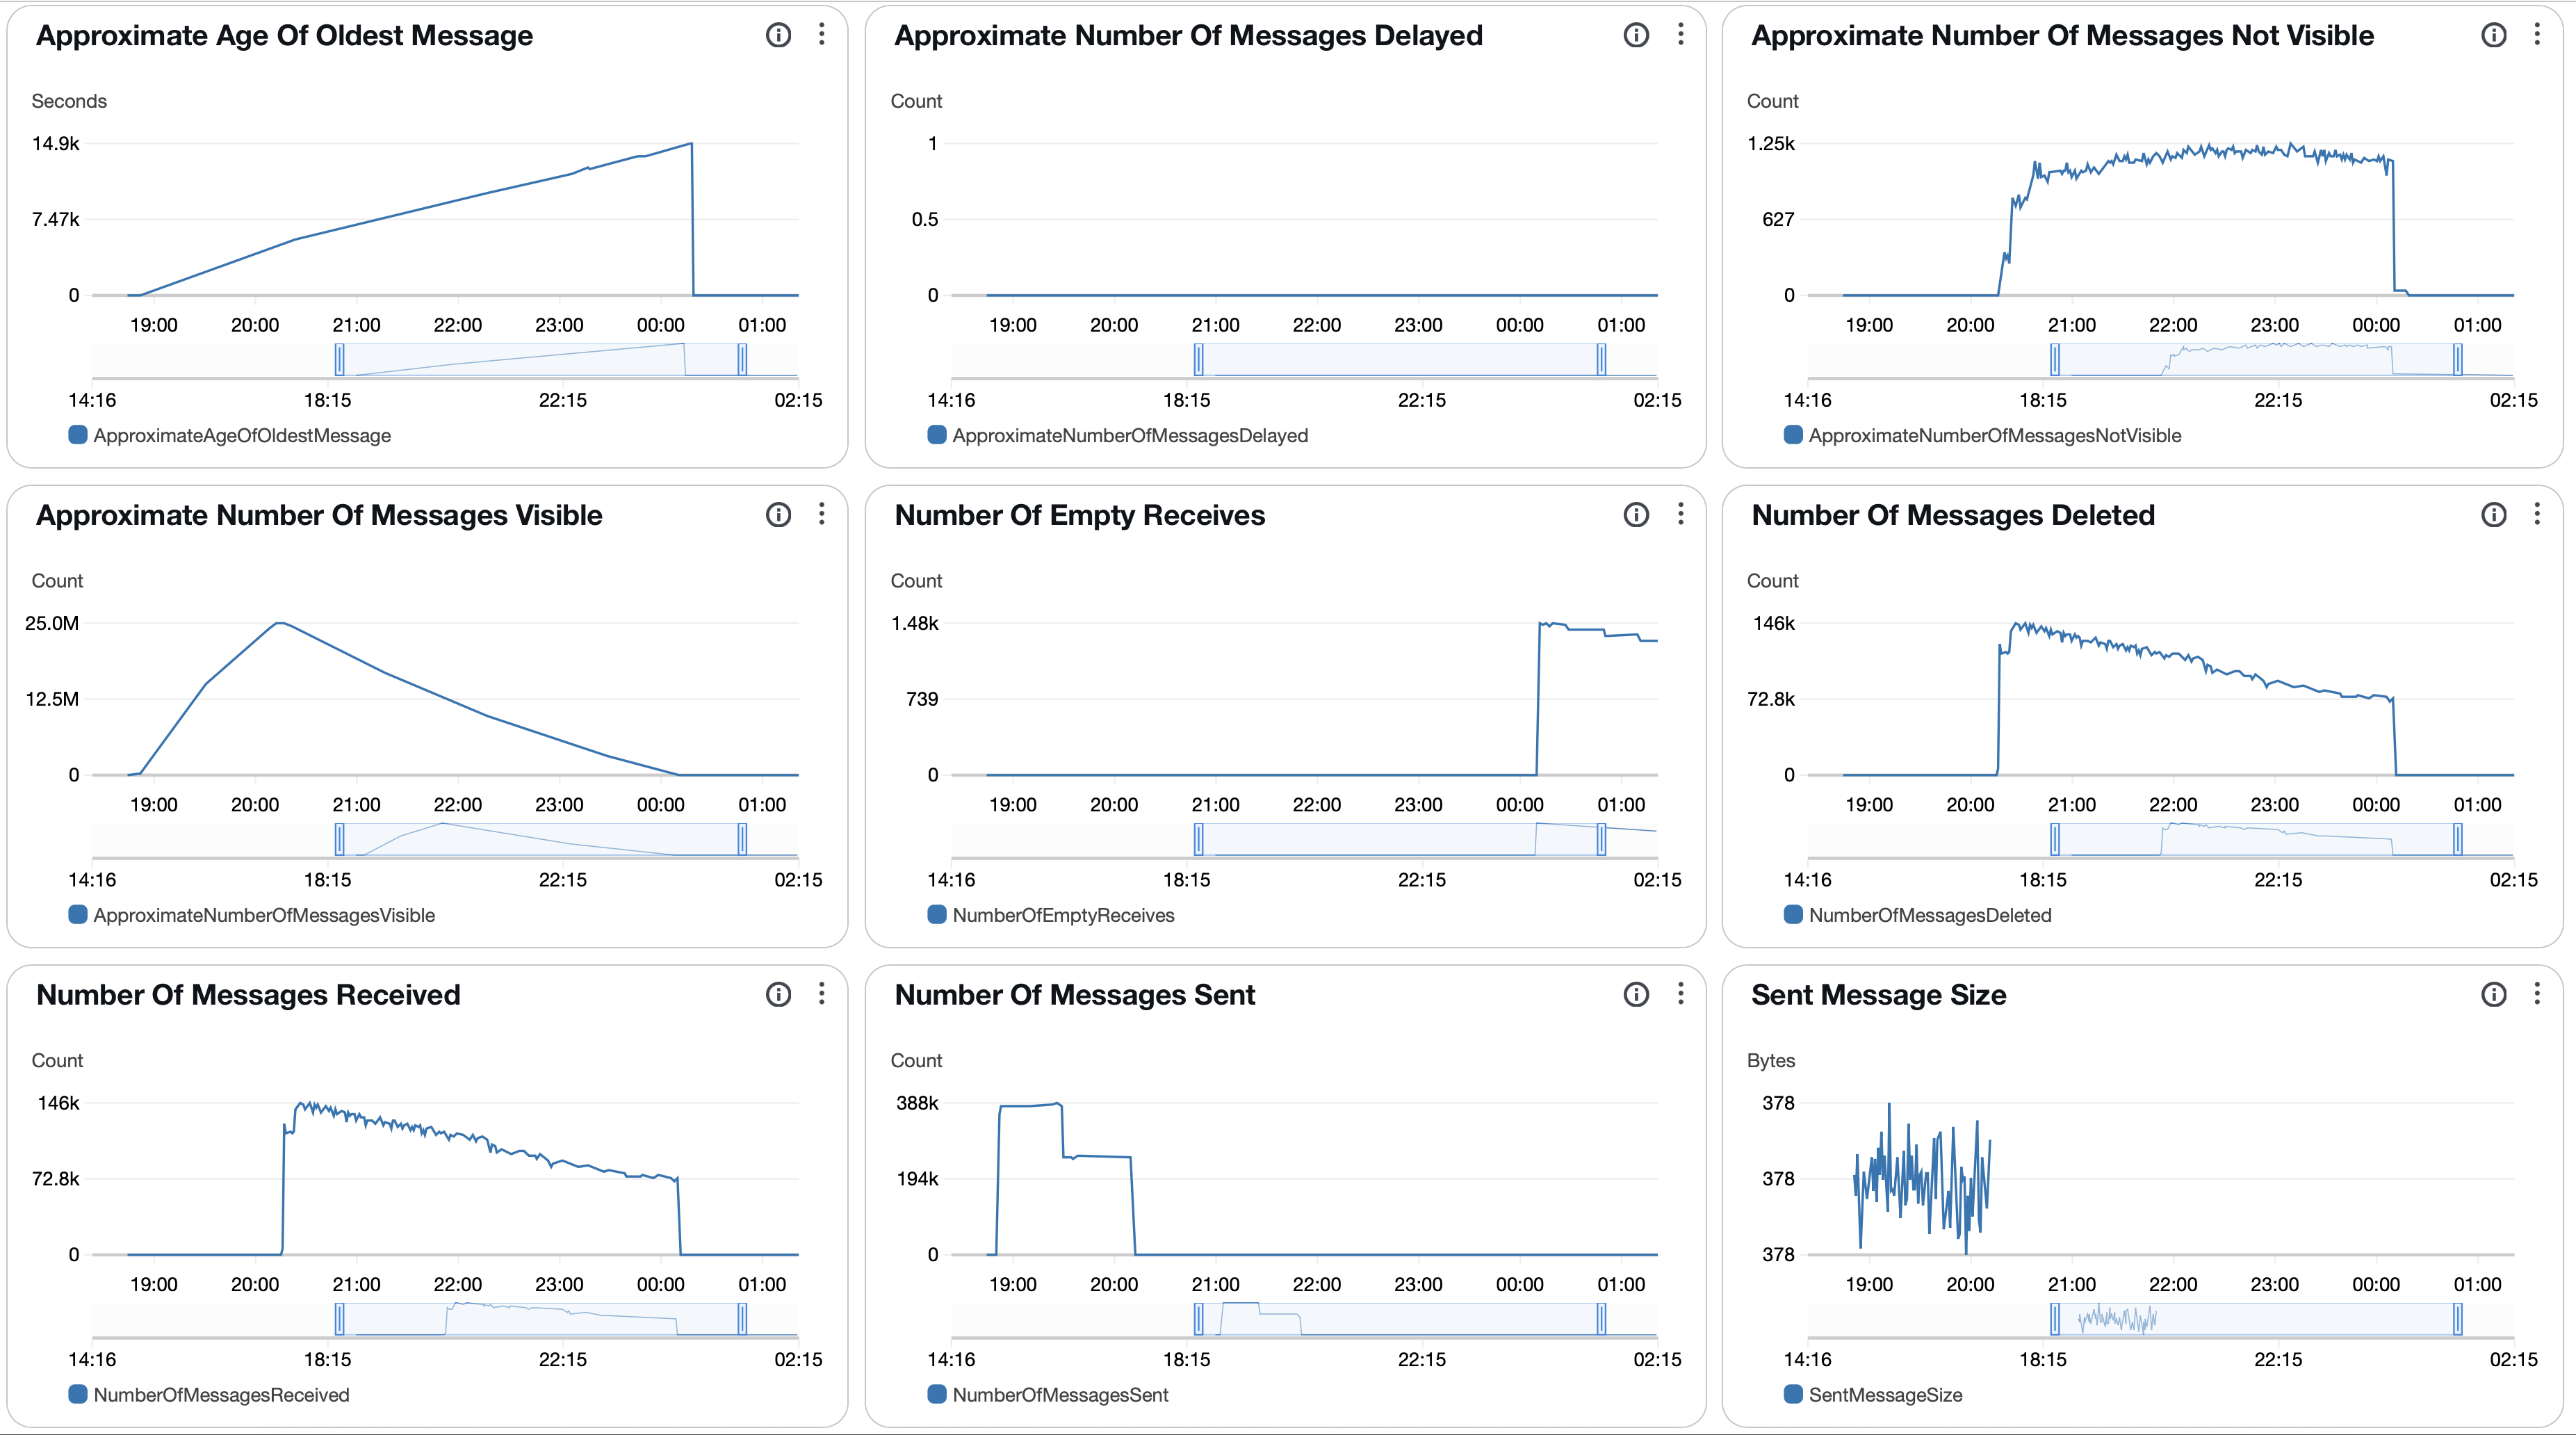 Approximate Age Of Oldest Message
Seconds
14.9k
7.47k
0
19:00 20:00 21:00 22:00 23:00 00:00 01:00
14:16 18:15 22:15 02:15
ApproximateAgeOfOldestMessage
Approximate Number Of Messages Delayed
Count
1
0.5
0
19:00 20:00 21:00 22:00 23:00 00:00 01:00
14:16 18:15 22:15 02:15
ApproximateNumberOfMessagesDelayed
Approximate Number Of Messages Not Visible
Count
1.25k
627
0
19:00 20:00 21:00 22:00 23:00 00:00 01:00
14:16 18:15 22:15 02:15
ApproximateNumberOfMessagesNotVisible
Approximate Number Of Messages Visible
Count
25.0M
12.5M
0
19:00 20:00 21:00 22:00 23:00 00:00 01:00
14:16 18:15 22:15 02:15
ApproximateNumberOfMessagesVisible
Number Of Empty Receives
Count
1.48k
739
0
19:00 20:00 21:00 22:00 23:00 00:00 01:00
14:16 18:15 22:15 02:15
NumberOfEmptyReceives
Number Of Messages Deleted
Count
146k
72.8k
0
19:00 20:00 21:00 22:00 23:00 00:00 01:00
14:16 18:15 22:15 02:15
NumberOfMessagesDeleted
Number Of Messages Received
Count
146k
72.8k
0
19:00 20:00 21:00 22:00 23:00 00:00 01:00
14:16 18:15 22:15 02:15
NumberOfMessagesReceived
Number Of Messages Sent
Count
388k
194k
0
19:00 20:00 21:00 22:00 23:00 00:00 01:00
14:16 18:15 22:15 02:15
NumberOfMessagesSent
Sent Message Size
Bytes
378
378
378
19:00 20:00 21:00 22:00 23:00 00:00 01:00
14:16 18:15 22:15 02:15
SentMessageSize